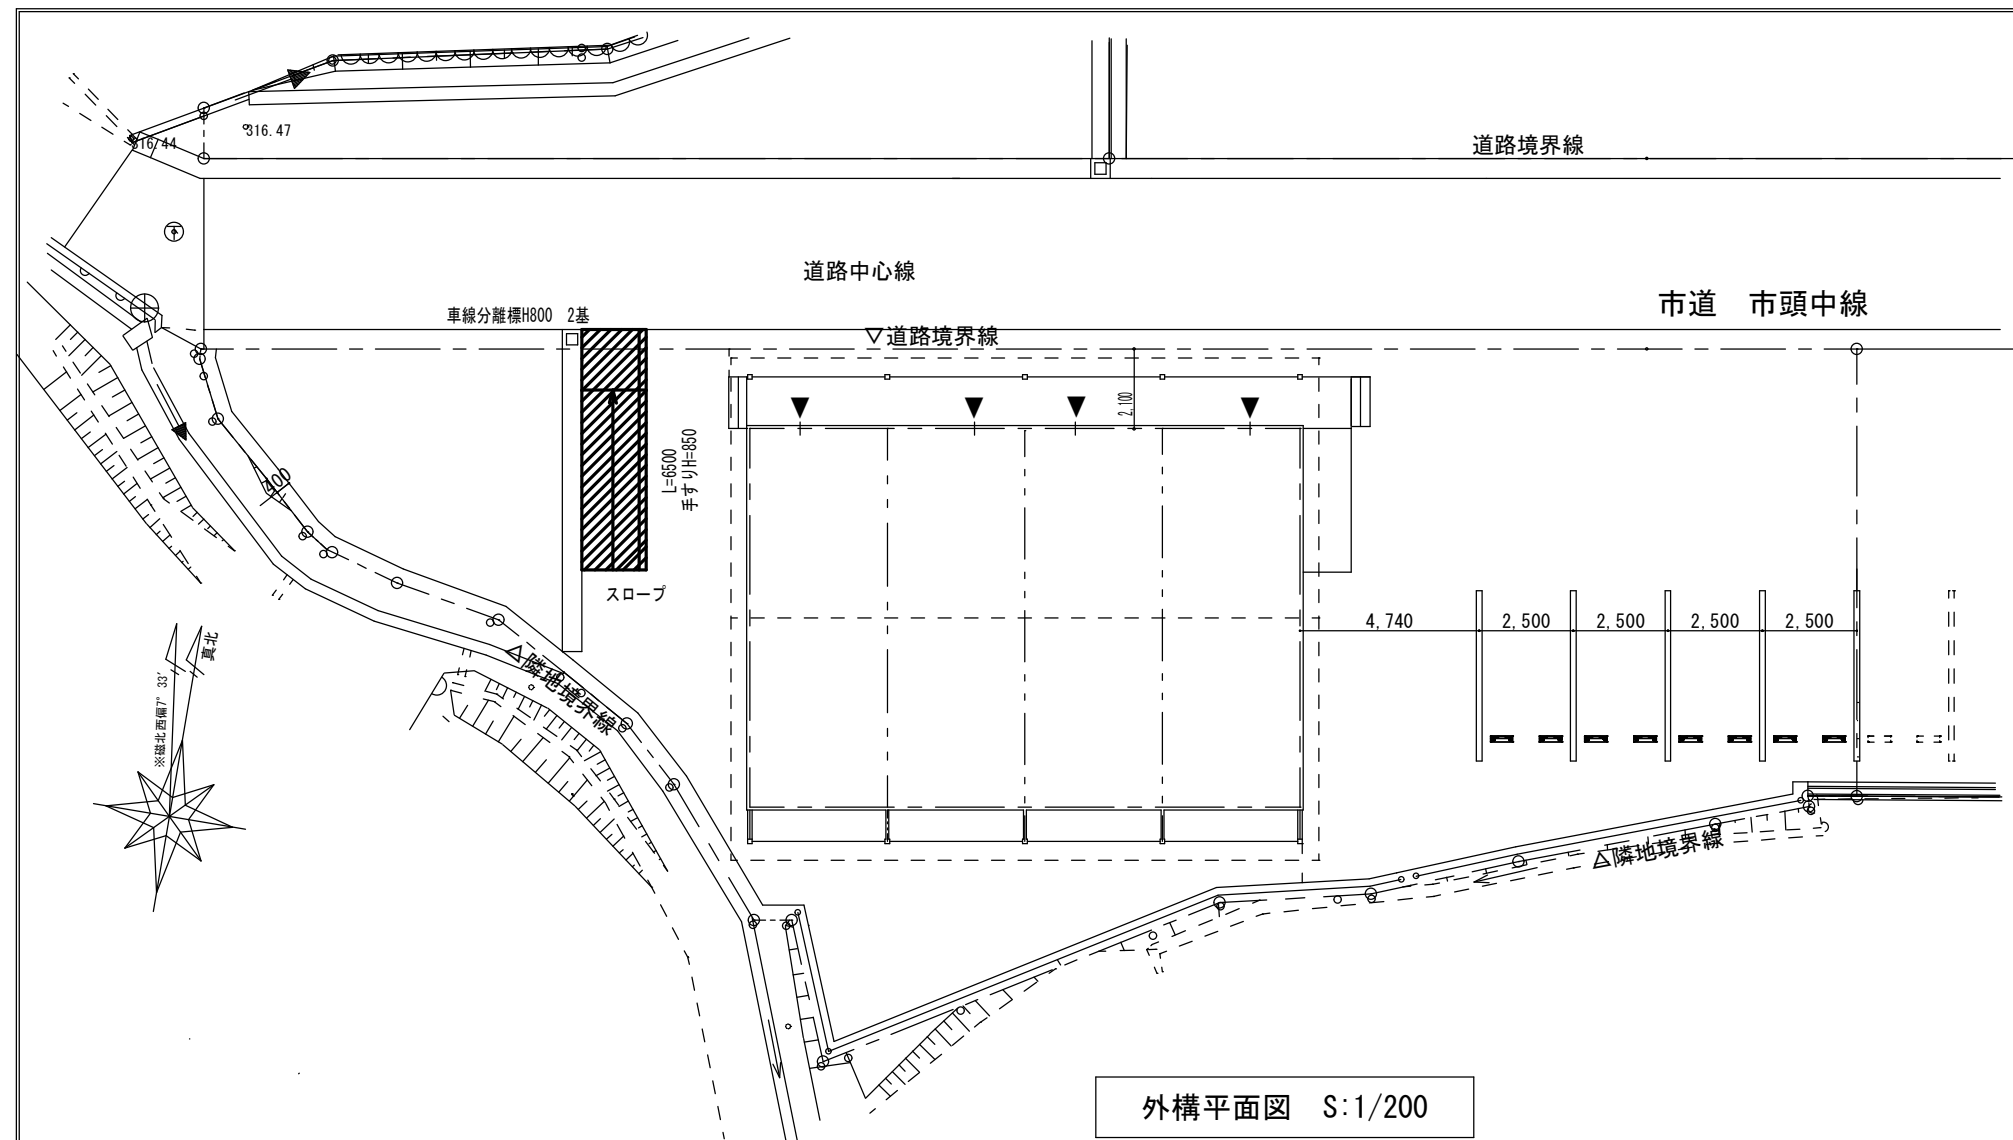 316.47
316.44
道路境界線
道路中心線
市道　市頭中線
車線分離標H800　2基
▽道路境界線
2,100
L=6500
手すりH=850
400
スロープ
4,740
2,500
2,500
2,500
2,500
真北
※磁北西偏7° 33′
△隣地境界線
△隣地境界線
外構平面図　S:1/200